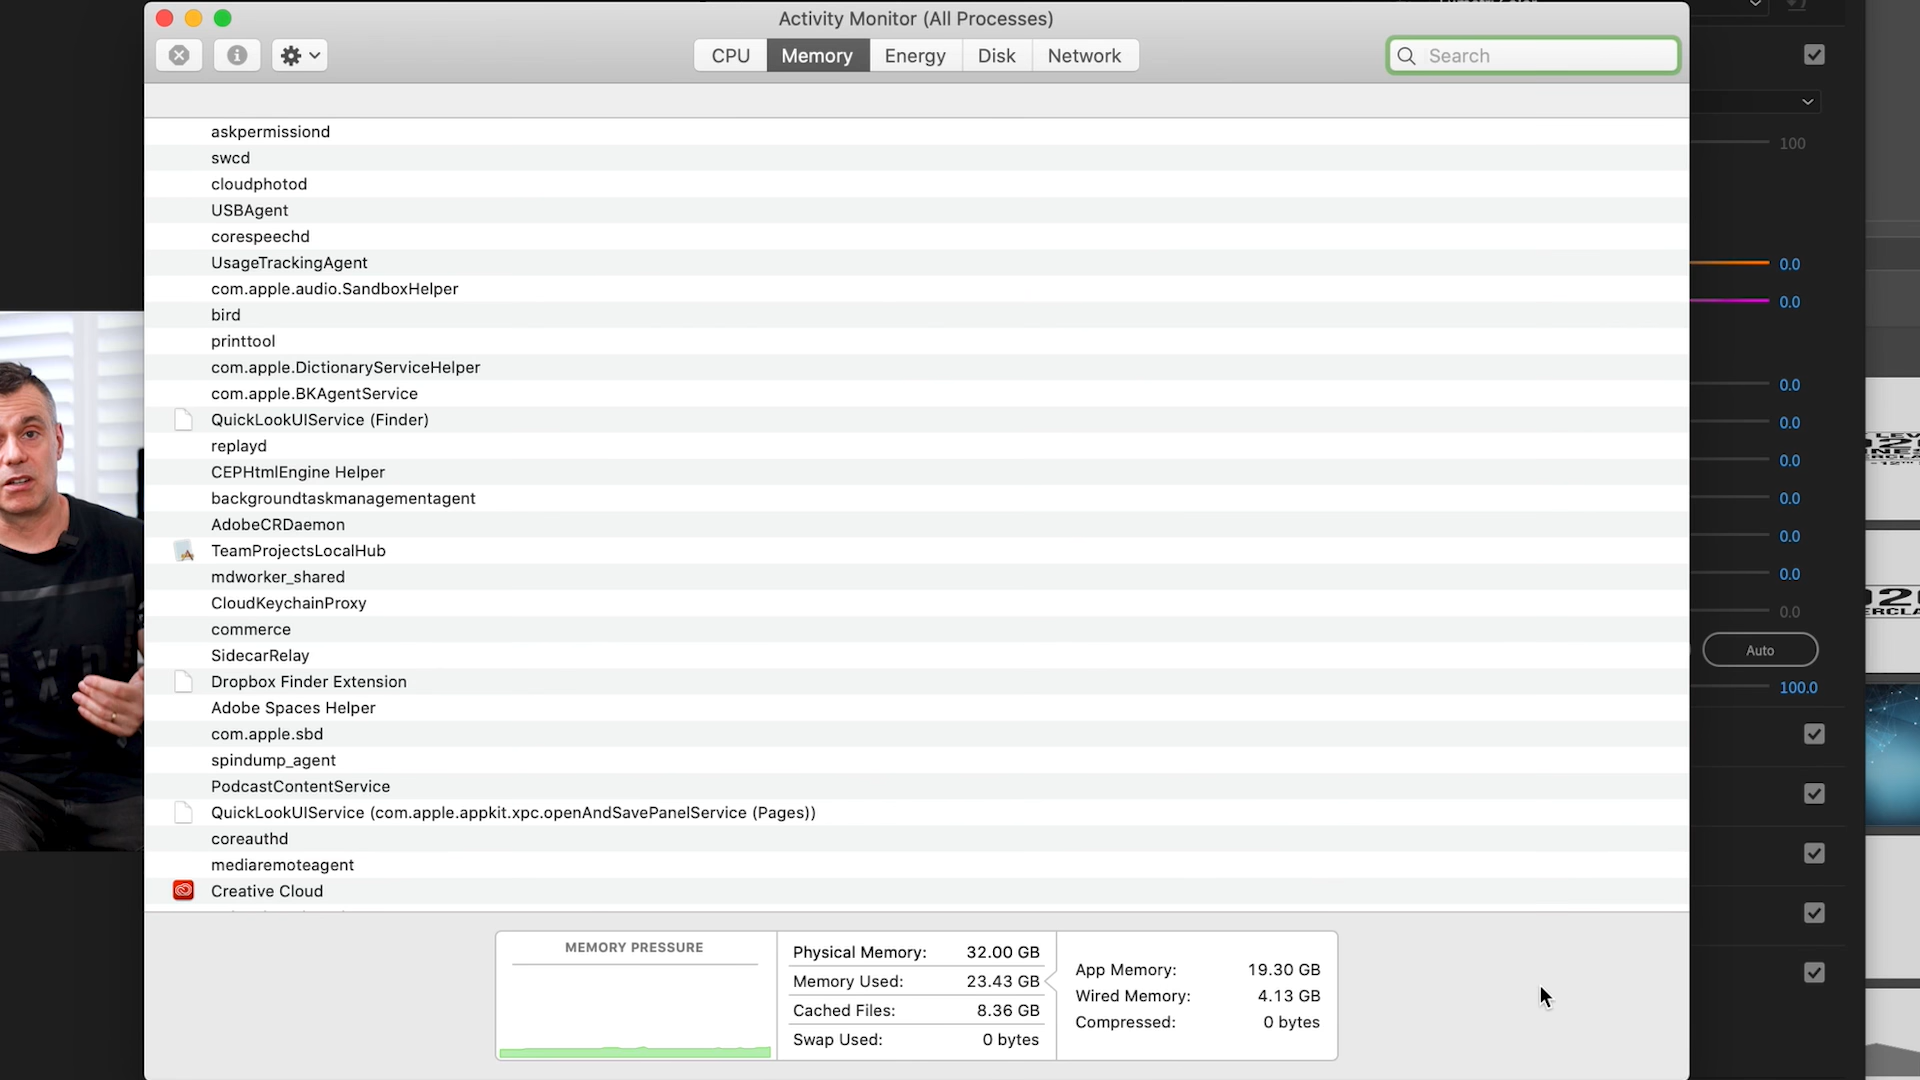 Activity Monitor (All Processes)
CPU Memory Energy Disk Network
Search
askpermissiond
swcd
cloudphotod
USBAgent
corespeechd
UsageTrackingAgent
com.apple.audio.SandboxHelper
bird
printtool
com.apple.DictionaryServiceHelper
com.apple.BKAgentService
QuickLookUIService (Finder)
replayd
CEPHtmlEngine Helper
backgroundtaskmanagementagent
AdobeCRDaemon
TeamProjectsLocalHub
mdworker_shared
CloudKeychainProxy
commerce
SidecarRelay
Dropbox Finder Extension
Adobe Spaces Helper
com.apple.sbd
spindump_agent
PodcastContentService
QuickLookUIService (com.apple.appkit.xpc.openAndSavePanelService (Pages))
coreauthd
mediaremoteagent
Creative Cloud
MEMORY PRESSURE
Physical Memory: 32.00 GB
Memory Used: 23.43 GB
Cached Files: 8.36 GB
Swap Used: 0 bytes
App Memory: 19.30 GB
Wired Memory: 4.13 GB
Compressed: 0 bytes
100
0.0
0.0
0.0
0.0
0.0
0.0
0.0
0.0
0.0
Auto
100.0